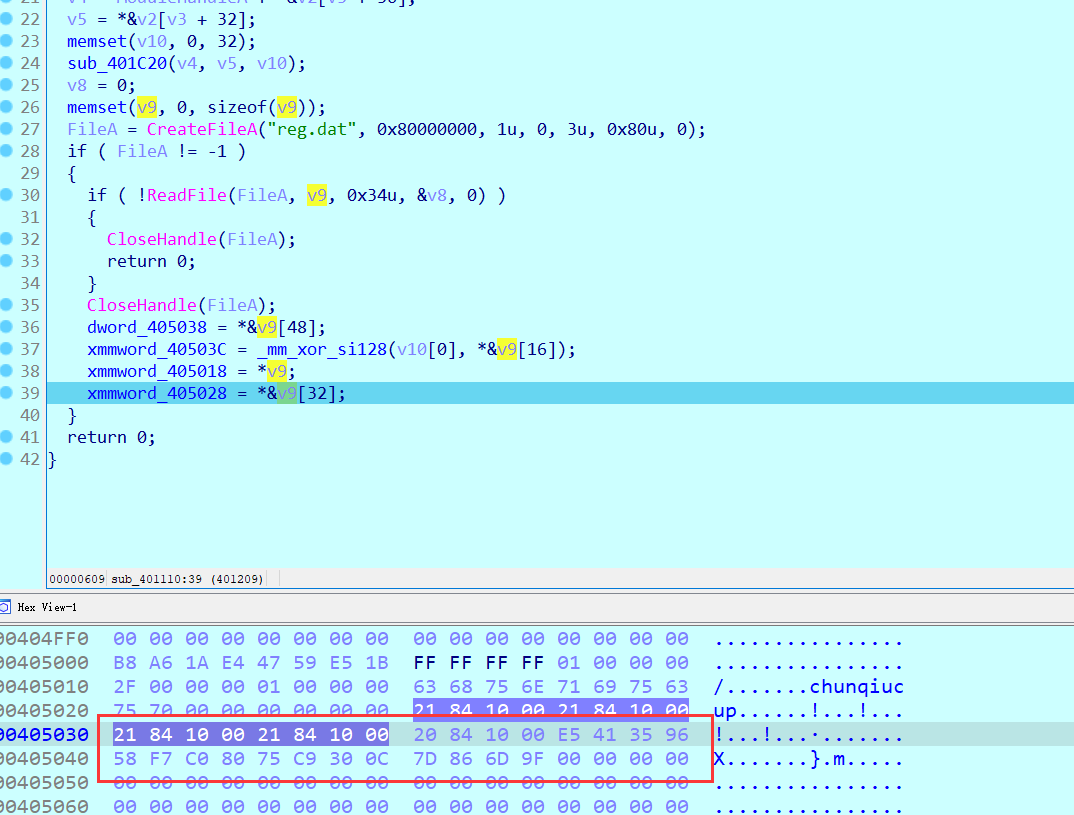 22 v5 = *&v2[v3 + 32];
23 memset(v10, 0, 32);
24 sub_401C20(v4, v5, v10);
25 v8 = 0;
26 memset(v9, 0, sizeof(v9));
27 FileA = CreateFileA("reg.dat", 0x80000000, 1u, 0, 3u, 0x80u, 0);
28 if ( FileA != -1 )
29 {
30 if ( !ReadFile(FileA, v9, 0x34u, &v8, 0) )
31 {
32 CloseHandle(FileA);
33 return 0;
34 }
35 CloseHandle(FileA);
36 dword_405038 = *&v9[48];
37 xmmword_40503C = _mm_xor_si128(v10[0], *&v9[16]);
38 xmmword_405018 = *v9;
39 xmmword_405028 = *&v9[32];
40 }
41 return 0;
42 }
00000609 sub_401110:39 (401209)
Hex View-1
00404FF0 00 00 00 00 00 00 00 00 00 00 00 00 00 00 00 00 ................
00405000 B8 A6 1A E4 47 59 E5 1B FF FF FF FF 01 00 00 00 ................
00405010 2F 00 00 00 01 00 00 00 63 68 75 6E 71 69 75 63 /.......chunqiuc
00405020 75 70 00 00 00 00 00 00 21 84 10 00 21 84 10 00 up......!...!...
00405030 21 84 10 00 21 84 10 00 20 84 10 00 E5 41 35 96 !...!...·.......
00405040 58 F7 C0 80 75 C9 30 0C 7D 86 6D 9F 00 00 00 00 X.......}.m.....
00405050 00 00 00 00 00 00 00 00 00 00 00 00 00 00 00 00 ................
00405060 00 00 00 00 00 00 00 00 00 00 00 00 00 00 00 00 ................